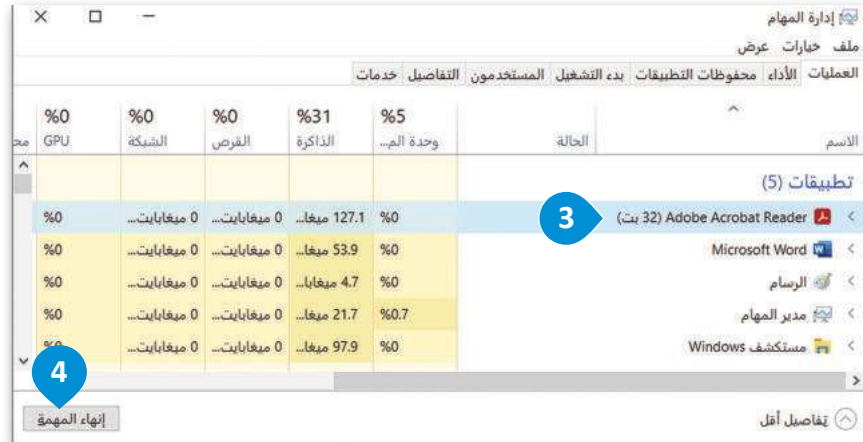 إدارة المهام
ملف خيارات عرض
العمليات الأداء محفوظات التطبيقات بدء التشغيل المستخدمون التفاصيل خدمات
%5 %31 %0 %0 %0
الاسم الحالة وحدة الم... الذاكرة القرص الشبكة GPU مح
تطبيقات (5)
Adobe Acrobat Reader (32 بت) 3 %0 127.1 ميغا... 0 ميغابايت... 0 ميغابايت... %0
Microsoft Word %0 53.9 ميغا... 0 ميغابايت... 0 ميغابايت... %0
الرسام %0 4.7 ميغابا... 0 ميغابايت... 0 ميغابايت... %0
مدير المهام %0.7 21.7 ميغا... 0 ميغابايت... 0 ميغابايت... %0
مستكشف Windows %0 97.9 ميغا... 0 ميغابايت... 0 ميغابايت... %0
4
تفاصيل أقل إنهاء المهمة